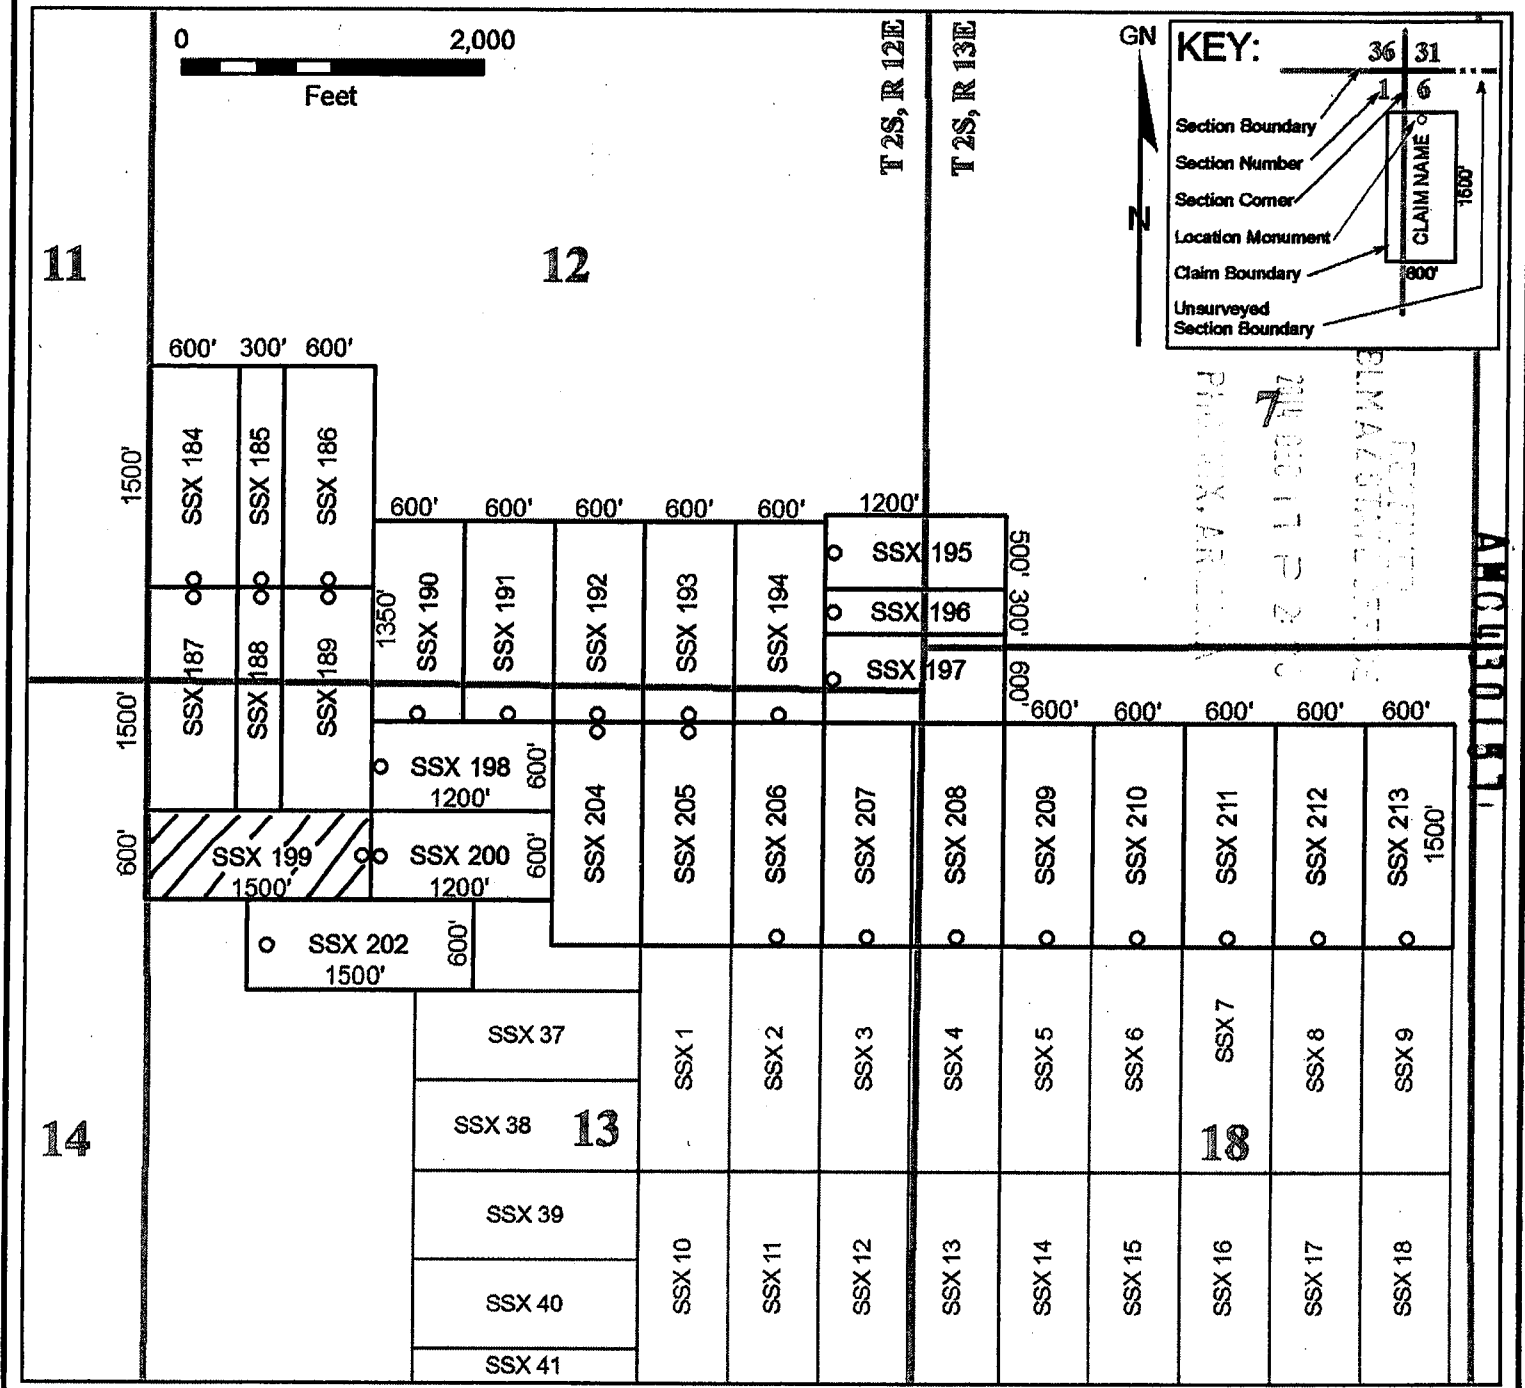 0 2,000
Feet
T 2S, R 12E
T 2S, R 13E
GN
N
KEY:
36 31
1 6
Section Boundary
Section Number
Section Corner
Location Monument
Claim Boundary
Unsurveyed
Section Boundary
CLAIM NAME
1500'
600'
11
12
7
600' 300' 600'
1500'
SSX 184
SSX 185
SSX 186
600' 600' 600' 600' 600' 1200'
1350'
SSX 190
SSX 191
SSX 192
SSX 193
SSX 194
SSX 195
500'
SSX 196
300'
SSX 197
600'
1500'
SSX 187
SSX 188
SSX 189
600' 600' 600' 600' 600'
SSX 198
1200'
600'
600'
SSX 199
1500'
SSX 200
1200'
600'
SSX 204
SSX 205
SSX 206
SSX 207
SSX 208
SSX 209
SSX 210
SSX 211
SSX 212
SSX 213
1500'
SSX 202
1500'
600'
SSX 37
SSX 1
SSX 2
SSX 3
SSX 4
SSX 5
SSX 6
SSX 7
SSX 8
SSX 9
14
SSX 38
13
18
SSX 39
SSX 10
SSX 11
SSX 12
SSX 13
SSX 14
SSX 15
SSX 16
SSX 17
SSX 18
SSX 40
SSX 41